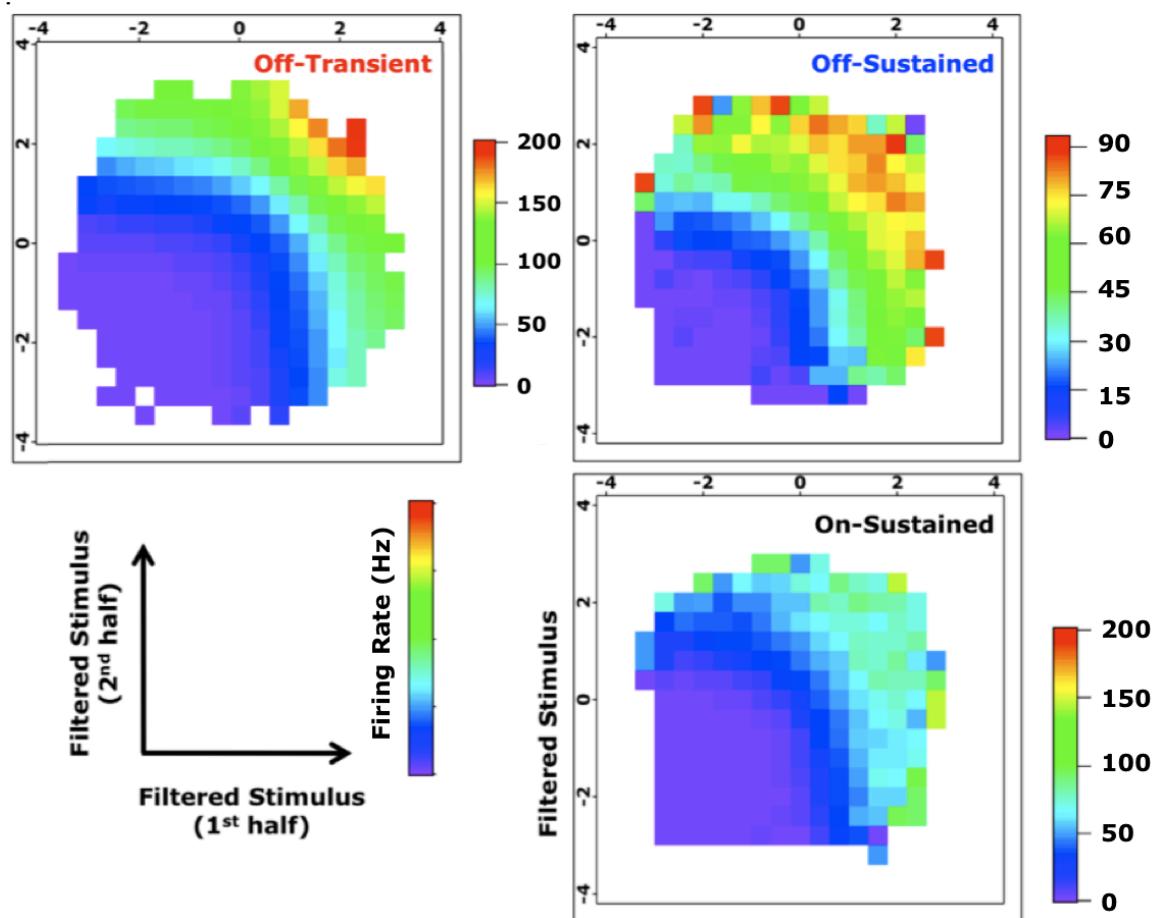 -4 -2 0 2 4
Off-Transient
4
2
0
-2
-4
200
150
100
50
0
-4 -2 0 2 4
Off-Sustained
4
2
0
-2
-4
90
75
60
45
30
15
0
Filtered Stimulus
(2nd half)
Filtered Stimulus
(1st half)
Firing Rate (Hz)
-4 -2 0 2 4
On-Sustained
Filtered Stimulus
4
2
0
-2
-4
200
150
100
50
0